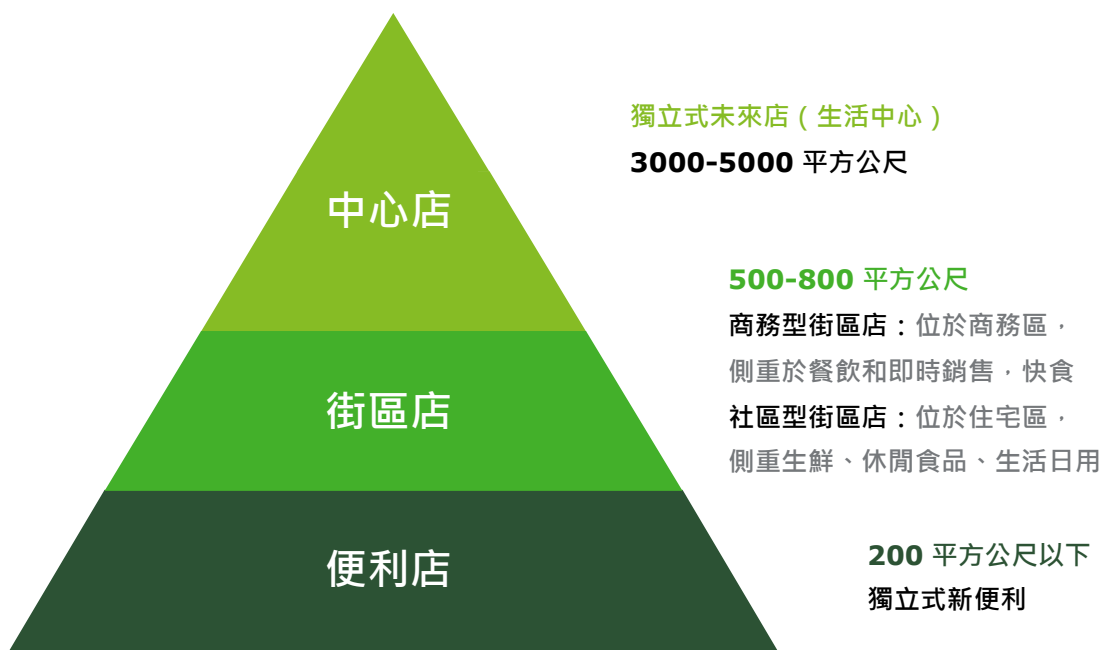 獨立式未來店（生活中心）
3000-5000 平方公尺
中心店
500-800 平方公尺
商務型街區店：位於商務區，
側重於餐飲和即時銷售，快食
街區店
社區型街區店：位於住宅區，
側重生鮮、休閒食品、生活日用
200 平方公尺以下
便利店
獨立式新便利